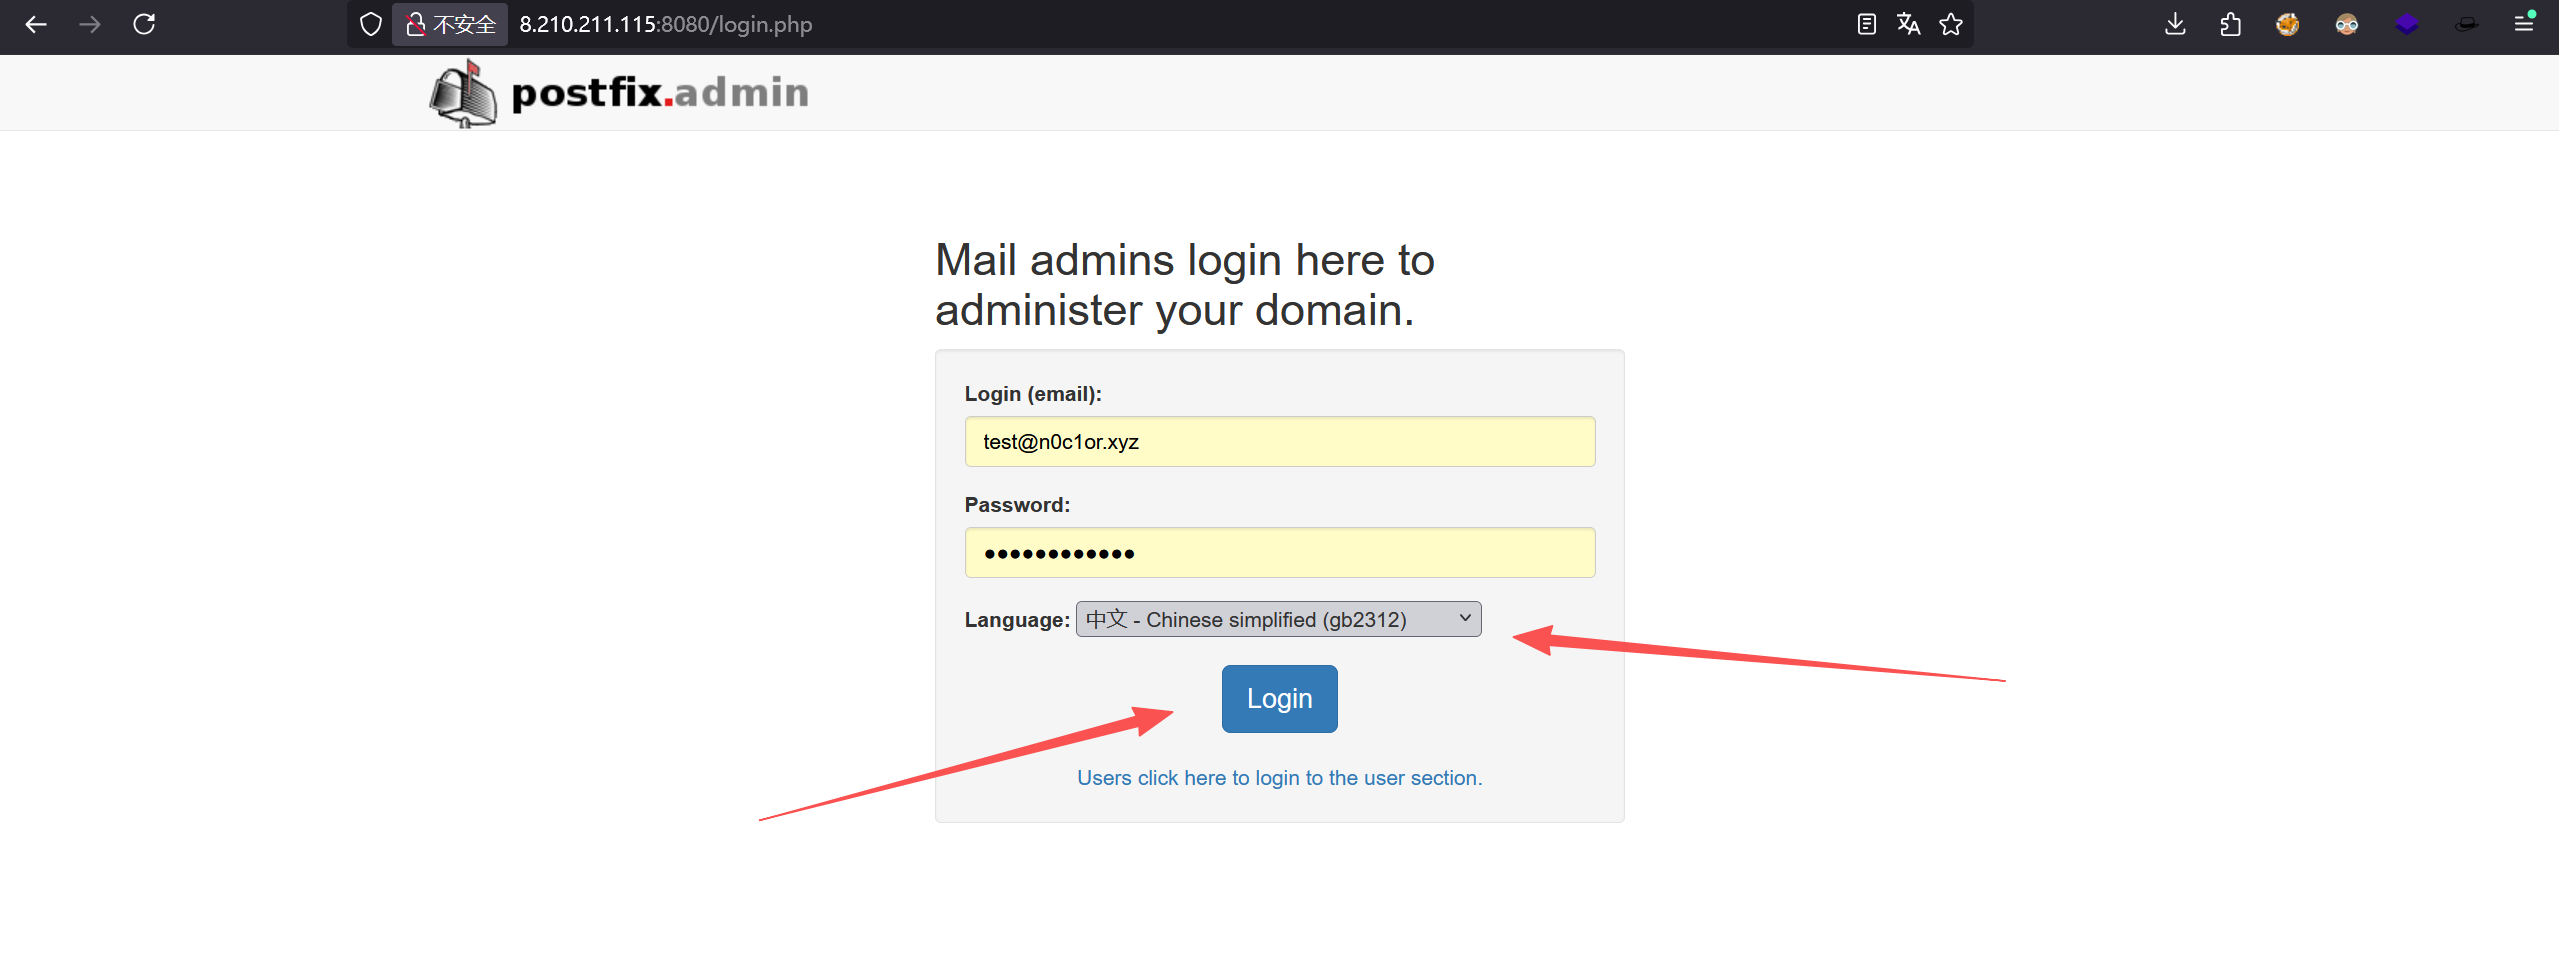 不安全 8.210.211.115:8080/login.php
postfix.admin
Mail admins login here to
administer your domain.
Login (email):
test@n0c1or.xyz
Password:
●●●●●●●●●●●●
Language: 中文 - Chinese simplified (gb2312)
Login
Users click here to login to the user section.